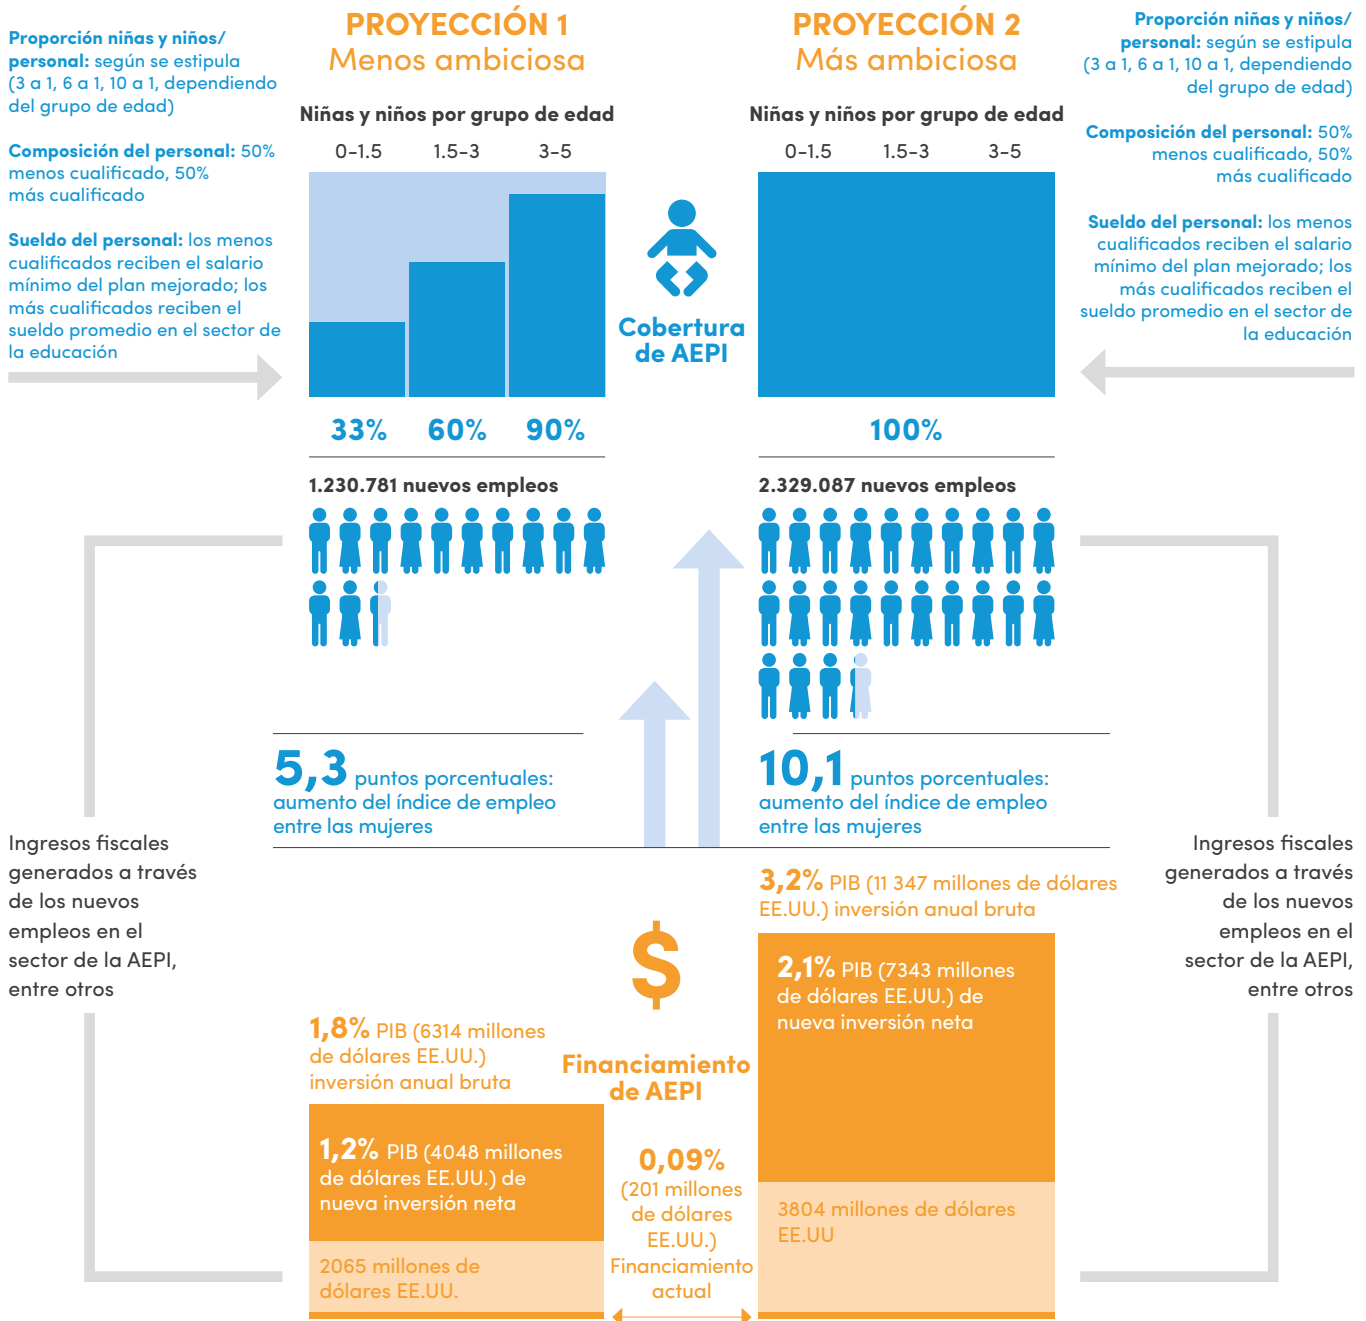 Proporción niñas y niños/
personal: según se estipula
(3 a 1, 6 a 1, 10 a 1, dependiendo
del grupo de edad)
Composición del personal: 50%
menos cualificado, 50%
más cualificado
Sueldo del personal: los menos
cualificados reciben el salario
mínimo del plan mejorado; los
más cualificados reciben el
sueldo promedio en el sector de
la educación
PROYECCIÓN 1
Menos ambiciosa
Niñas y niños por grupo de edad
0-1.5 1.5-3 3-5
33% 60% 90%
1.230.781 nuevos empleos
5,3 puntos porcentuales:
aumento del índice de empleo
entre las mujeres
Cobertura
de AEPI
PROYECCIÓN 2
Más ambiciosa
Niñas y niños por grupo de edad
0-1.5 1.5-3 3-5
100%
2.329.087 nuevos empleos
10,1 puntos porcentuales:
aumento del índice de empleo
entre las mujeres
Proporción niñas y niños/
personal: según se estipula
(3 a 1, 6 a 1, 10 a 1, dependiendo
del grupo de edad)
Composición del personal: 50%
menos cualificado, 50%
más cualificado
Sueldo del personal: los menos
cualificados reciben el salario
mínimo del plan mejorado; los
más cualificados reciben el
sueldo promedio en el sector de
la educación
Ingresos fiscales
generados a través
de los nuevos
empleos en el
sector de la AEPI,
entre otros
1,8% PIB (6314 millones
de dólares EE.UU.)
inversión anual bruta
1,2% PIB (4048 millones
de dólares EE.UU.) de
nueva inversión neta
2065 millones de
dólares EE.UU.
$
Financiamiento
de AEPI
0,09%
(201 millones
de dólares
EE.UU.)
Financiamiento
actual
3,2% PIB (11 347 millones de dólares
EE.UU.) inversión anual bruta
2,1% PIB (7343 millones
de dólares EE.UU.) de
nueva inversión neta
3804 millones de dólares
EE.UU
Ingresos fiscales
generados a través
de los nuevos
empleos en el
sector de la AEPI,
entre otros